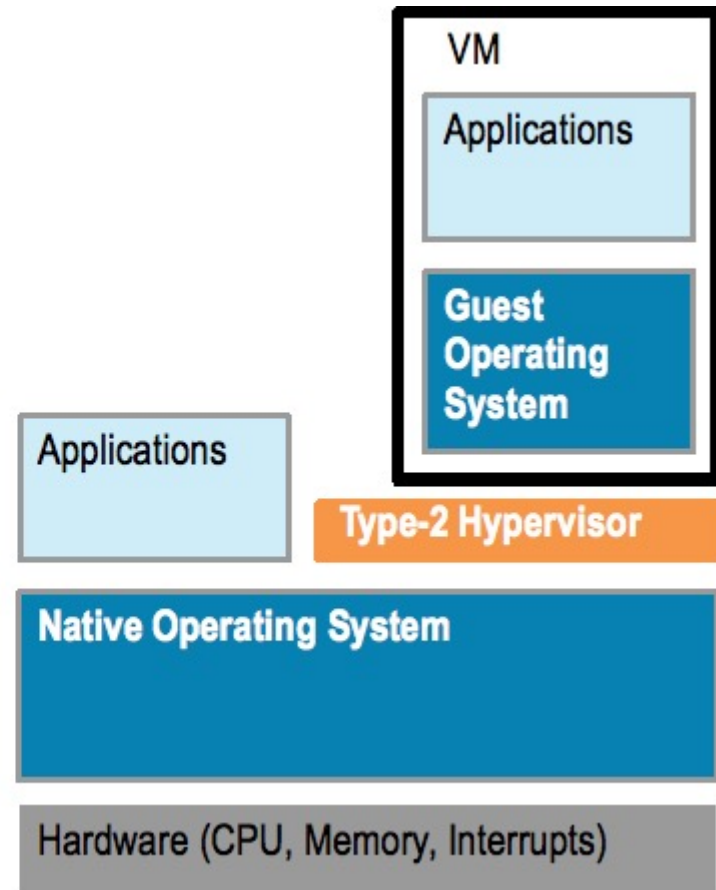 VM
Applications
Guest
Operating
System
Applications
Type-2 Hypervisor
Native Operating System
Hardware (CPU, Memory, Interrupts)